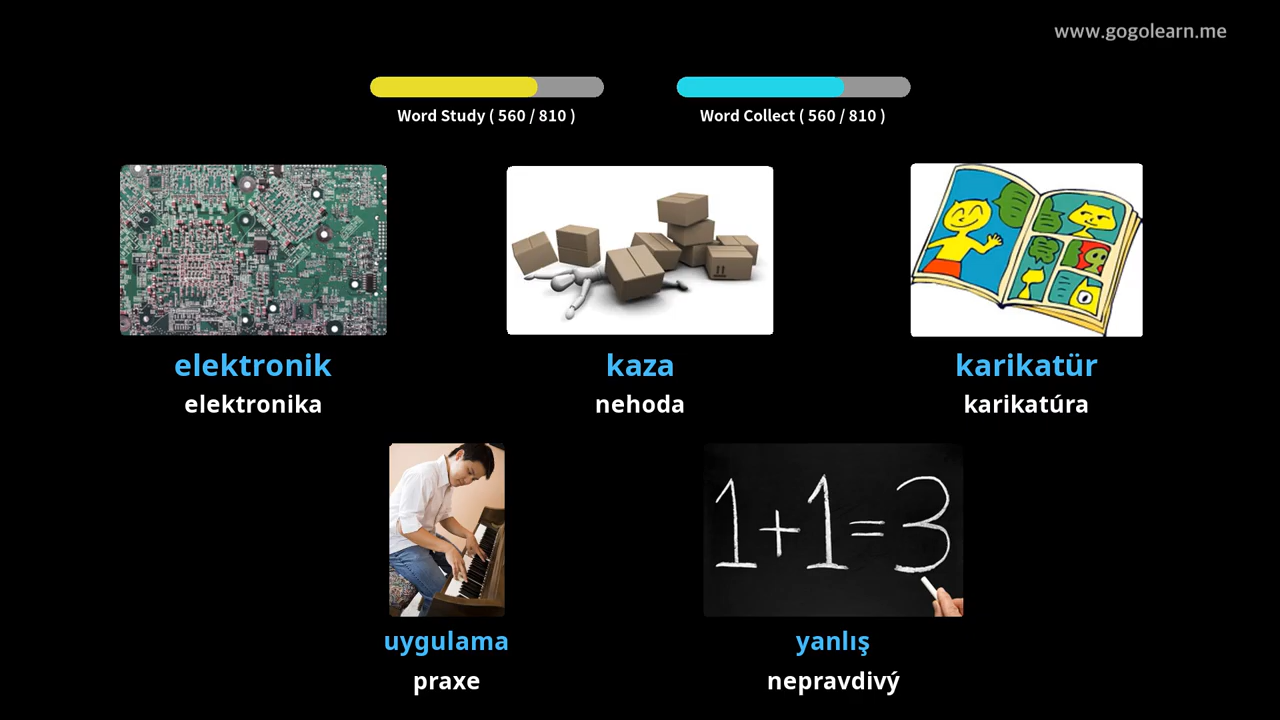 www.gogolearn.me
Word Study ( 560 / 810 )
Word Collect ( 560 / 810 )
elektronik
elektronika
kaza
nehoda
karikatür
karikatúra
1+1=3
uygulama
praxe
yanlış
nepravdivý